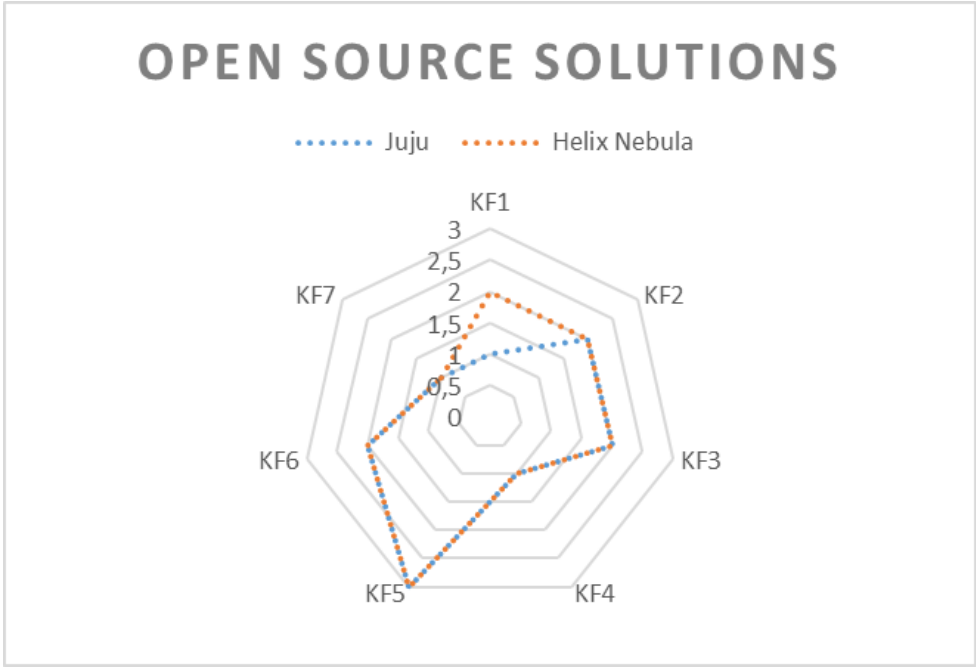 OPEN SOURCE SOLUTIONS
Juju Helix Nebula
KF1
3
2,5
KF7 2 KF2
1,5
1
0,5
0
KF6 KF3
KF5 KF4